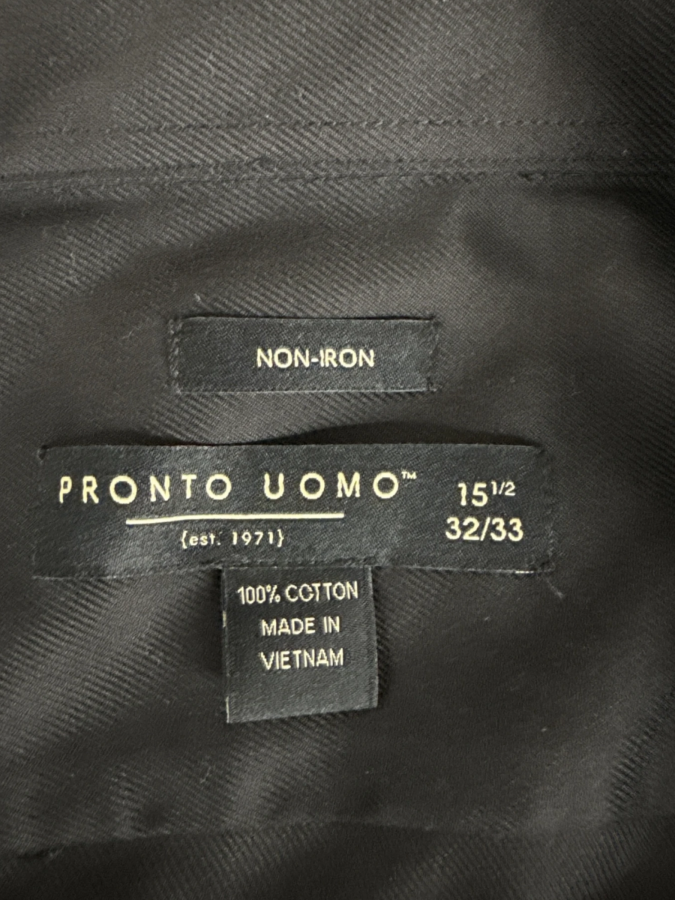 NON-IRON
PRONTO UOMO™
{est. 1971}
15 1/2
32/33
100% COTTON
MADE IN
VIETNAM